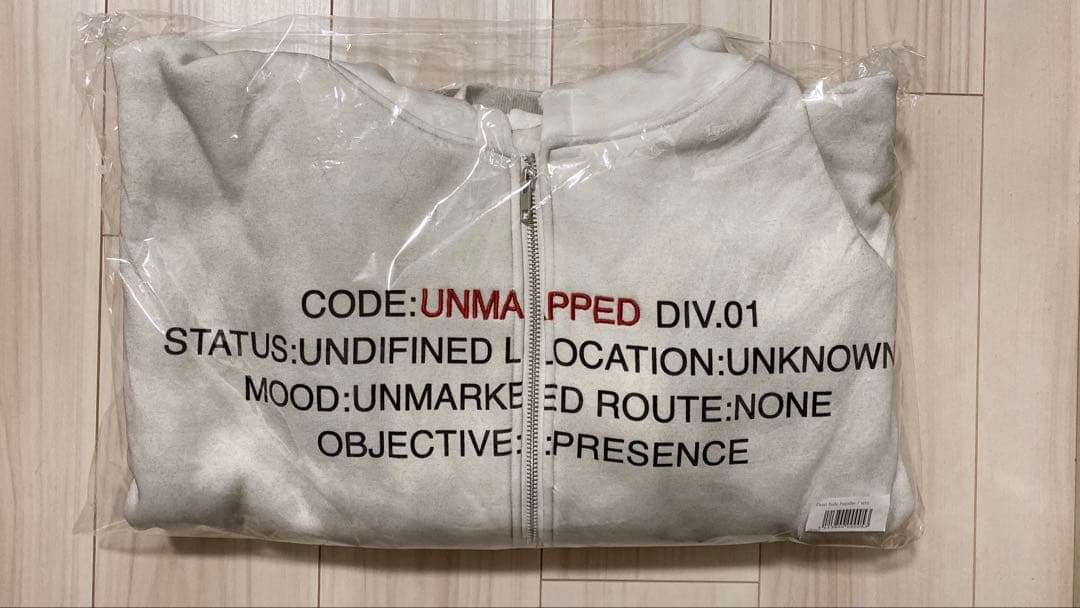 CODE:UNMAPPED DIV.01
STATUS:UNDIFINED LOCATION:UNKNOWN
MOOD:UNMARKED ROUTE:NONE
OBJECTIVE::PRESENCE